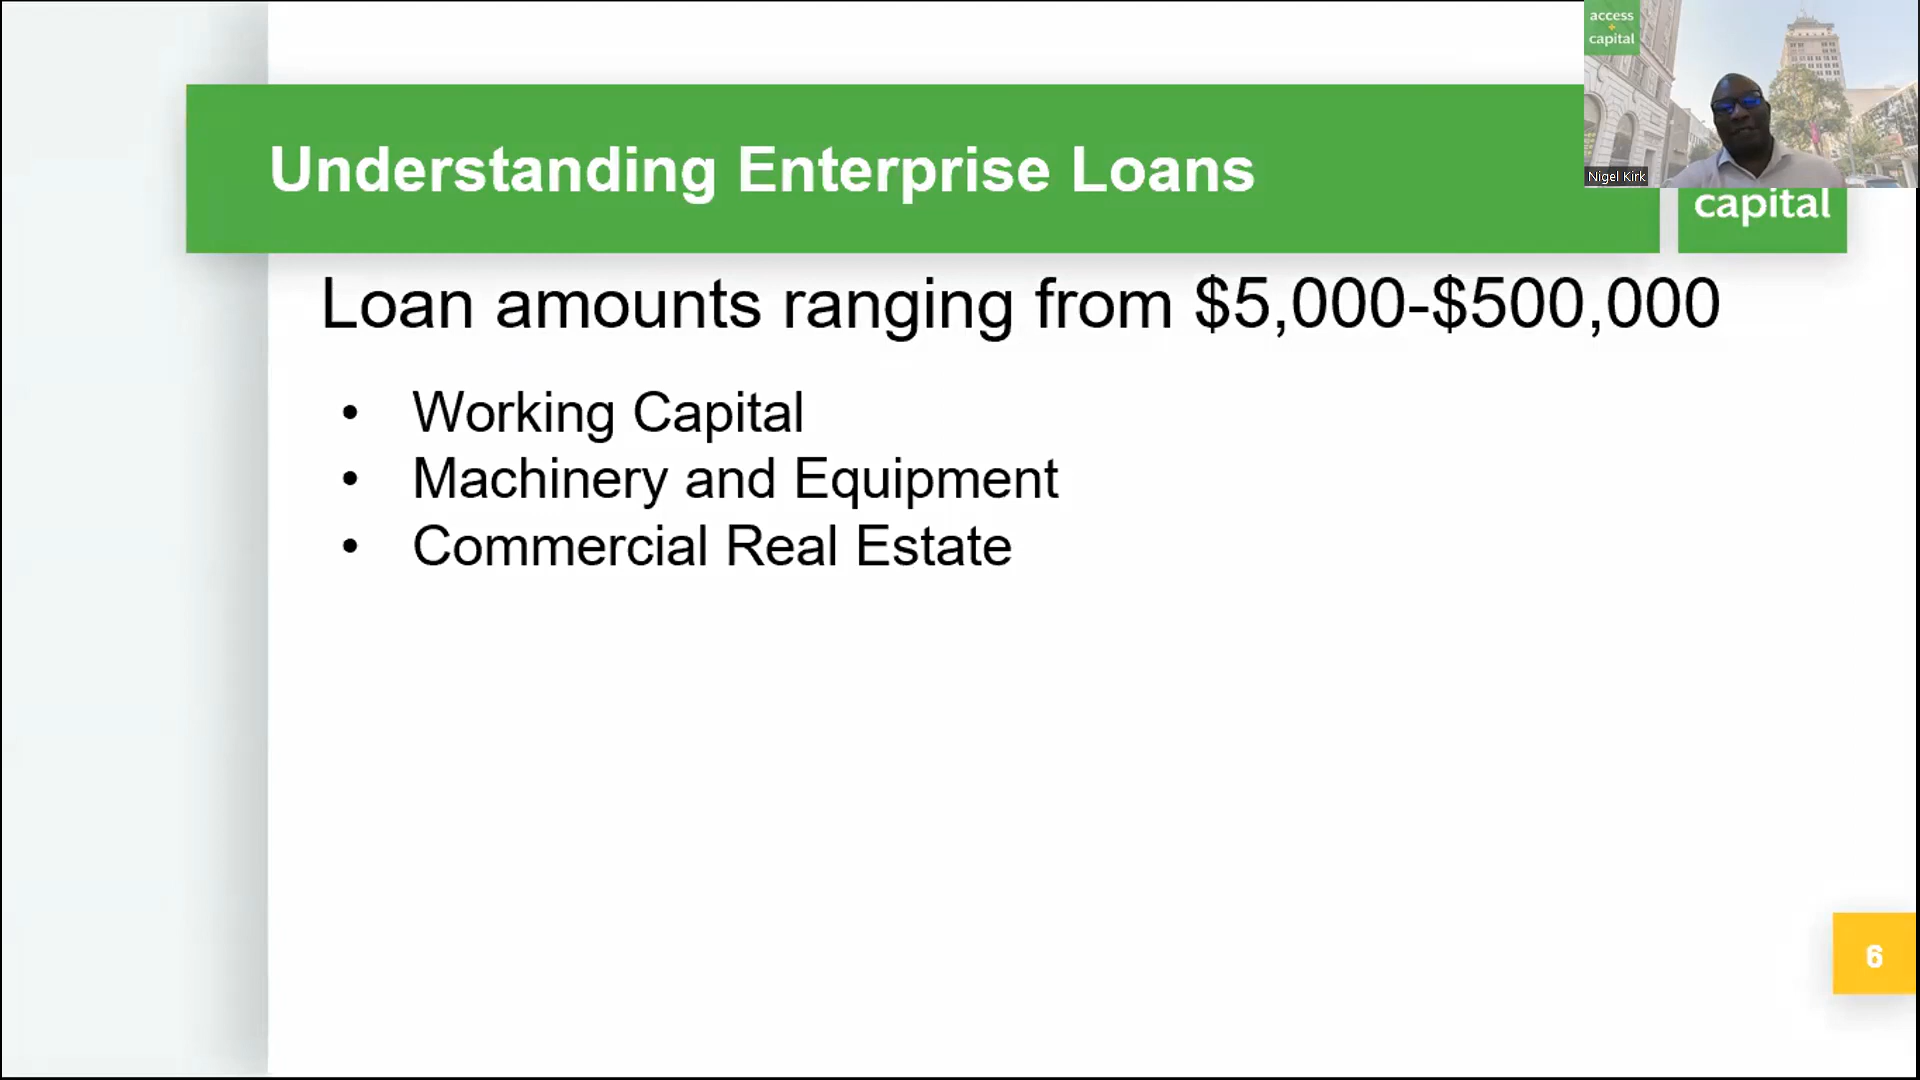 access
+
capital
Nigel Kirk
Understanding Enterprise Loans
capital
Loan amounts ranging from $5,000-$500,000
• Working Capital
• Machinery and Equipment
• Commercial Real Estate
6